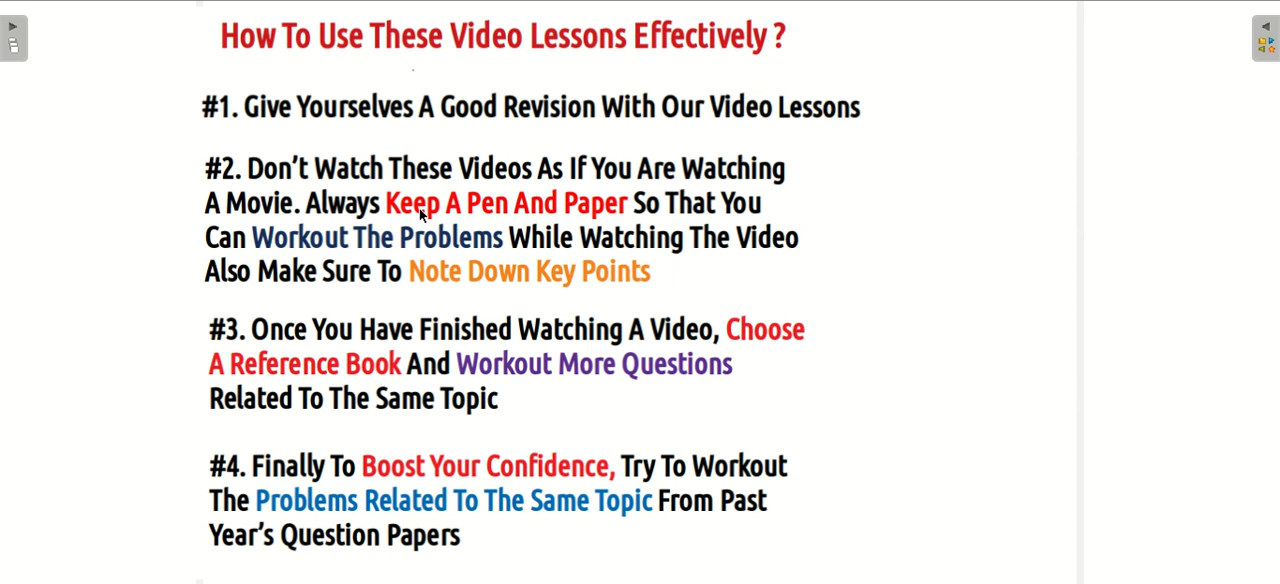 How To Use These Video Lessons Effectively ?
#1. Give Yourselves A Good Revision With Our Video Lessons
#2. Don’t Watch These Videos As If You Are Watching
A Movie. Always Keep A Pen And Paper So That You
Can Workout The Problems While Watching The Video
Also Make Sure To Note Down Key Points
#3. Once You Have Finished Watching A Video, Choose
A Reference Book And Workout More Questions
Related To The Same Topic
#4. Finally To Boost Your Confidence, Try To Workout
The Problems Related To The Same Topic From Past
Year’s Question Papers